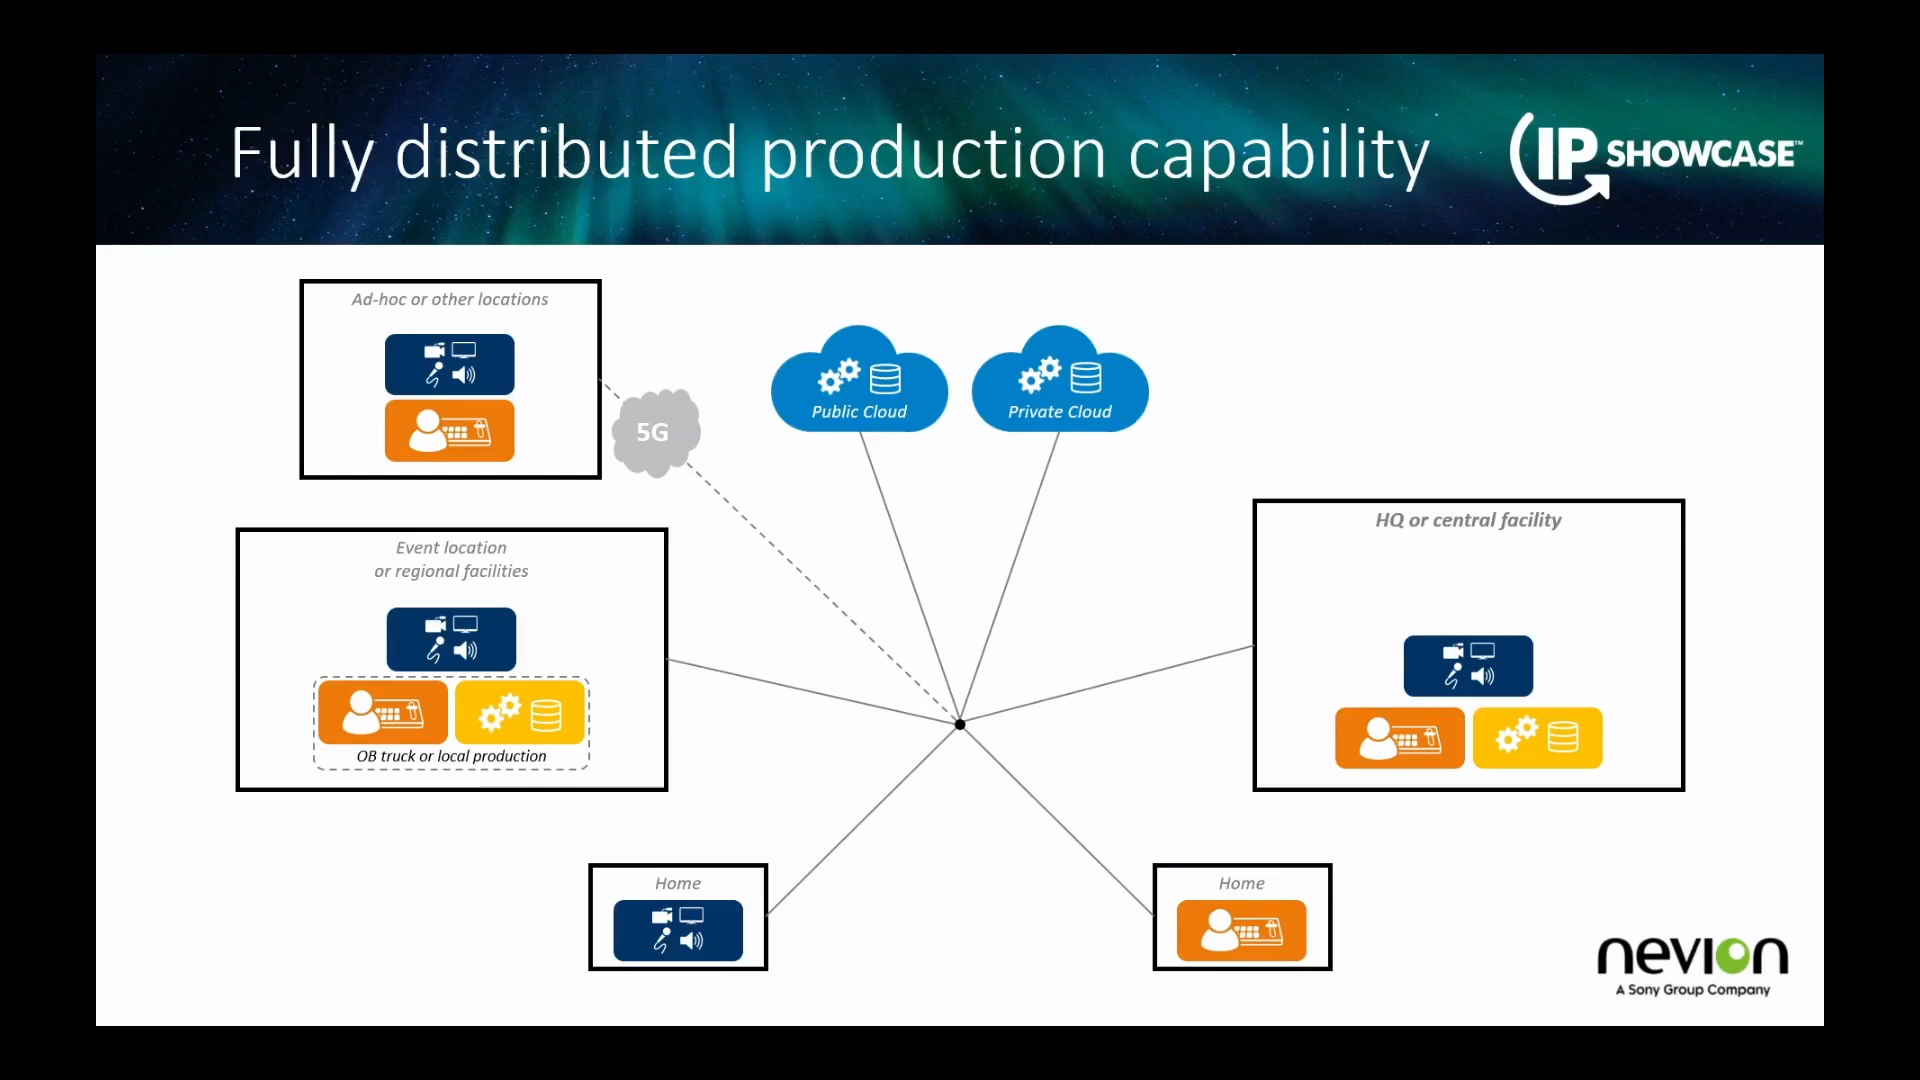 Fully distributed production capability
IP SHOWCASE™
Ad-hoc or other locations
5G
Public Cloud
Private Cloud
HQ or central facility
Event location
or regional facilities
OB truck or local production
Home
Home
nevion
A Sony Group Company